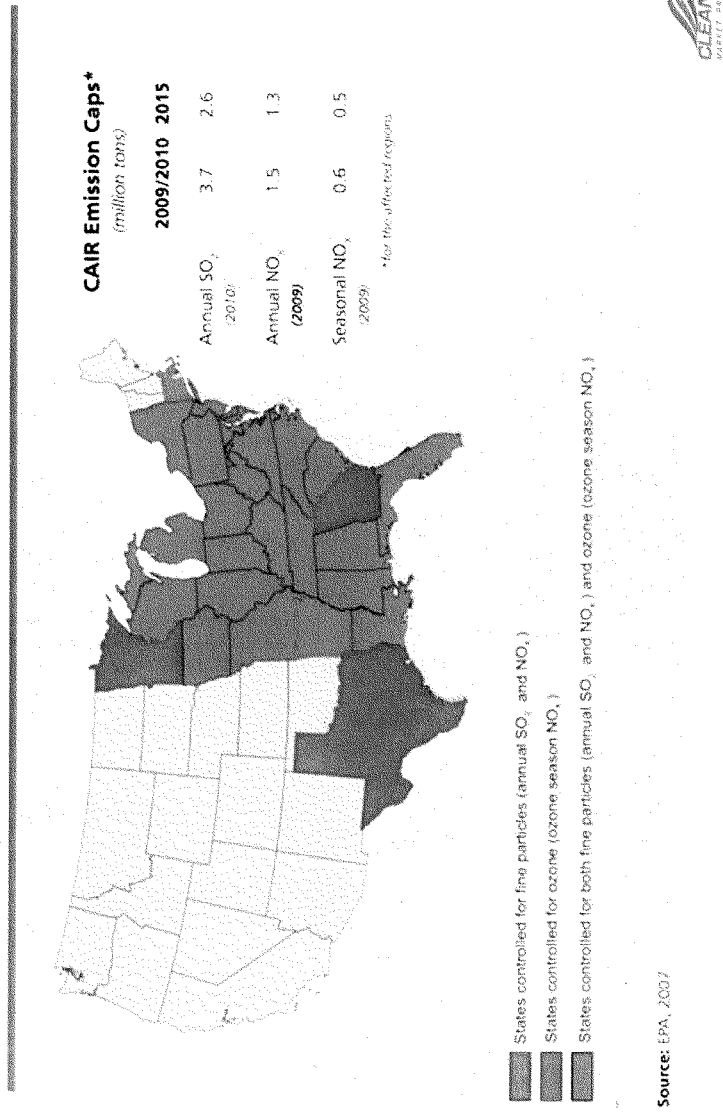 CAIR Emission Caps*
(million tons)
2009/2010 2015
Annual SO₂ 3.7 2.6
(2010)
Annual NOₓ 1.5 1.3
(2009)
Seasonal NOₓ 0.6 0.5
(2009)
*for the affected regions
States controlled for fine particles (annual SO₂ and NOₓ)
States controlled for ozone (ozone season NOₓ)
States controlled for both fine particles (annual SO₂ and NOₓ) and ozone (ozone season NOₓ)
Source: EPA, 2007
CLEAN
MARKET